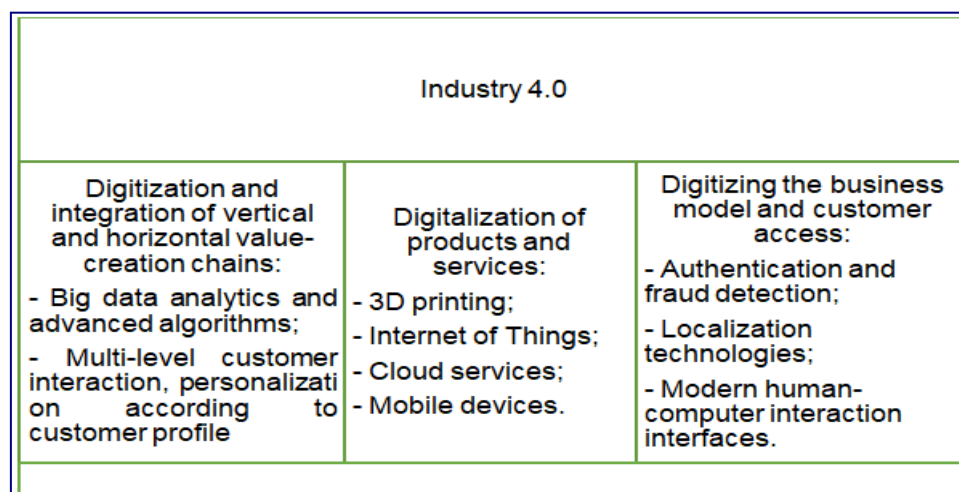 Industry 4.0
Digitization and
integration of vertical
and horizontal value-
creation chains:
- Big data analytics and
advanced algorithms;
- Multi-level customer
interaction, personalizati
on according to
customer profile
Digitalization of
products and
services:
- 3D printing;
- Internet of Things;
- Cloud services;
- Mobile devices.
Digitizing the business
model and customer
access:
- Authentication and
fraud detection;
- Localization
technologies;
- Modern human-
computer interaction
interfaces.